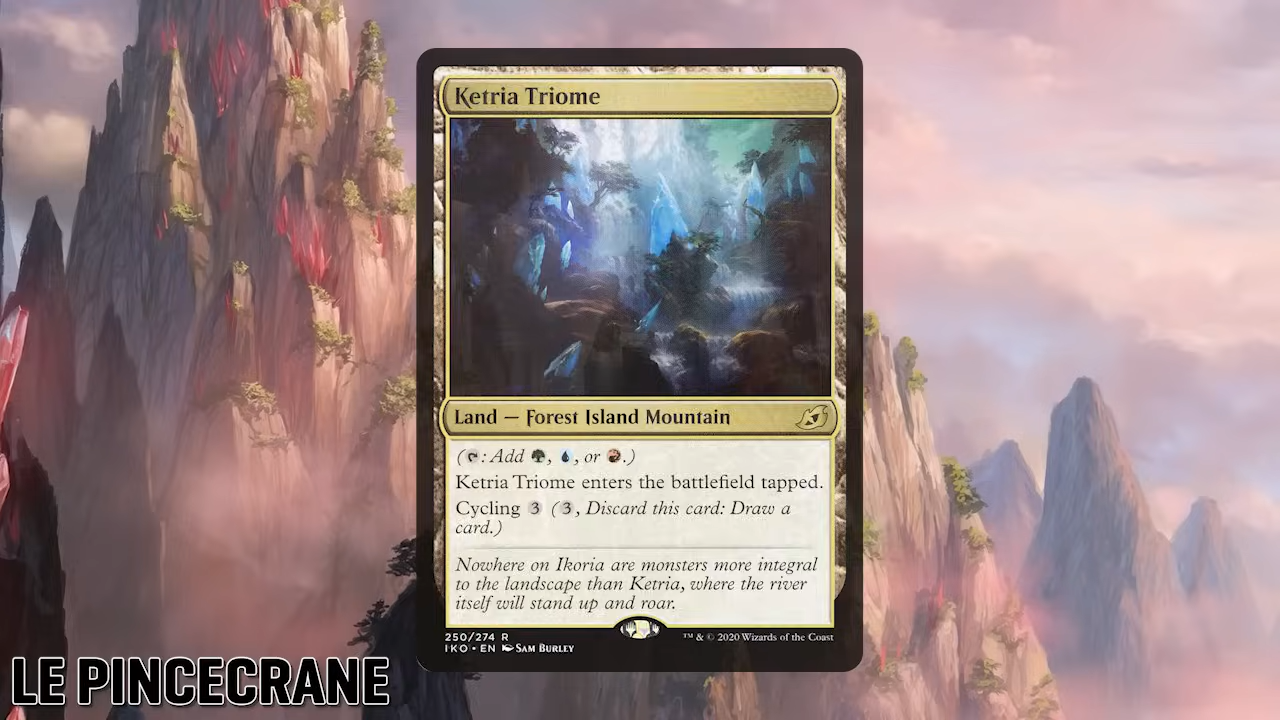 Ketria Triome
Land — Forest Island Mountain
(: Add , , or .)
Ketria Triome enters the battlefield tapped.
Cycling 3 (3, Discard this card: Draw a
card.)
Nowhere on Ikoria are monsters more integral
to the landscape than Ketria, where the river
itself will stand up and roar.
250/274 R
IKO • EN Sam Burley
™ & © 2020 Wizards of the Coast
LE PINCECRANE